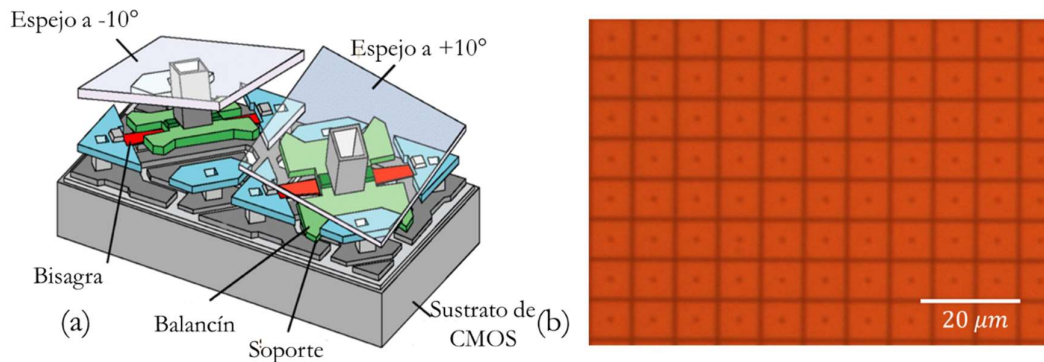 Espejo a -10°
Espejo a +10°
Bisagra
(a)
Balancín
Soporte
Sustrato de
CMOS
(b)
20 μm